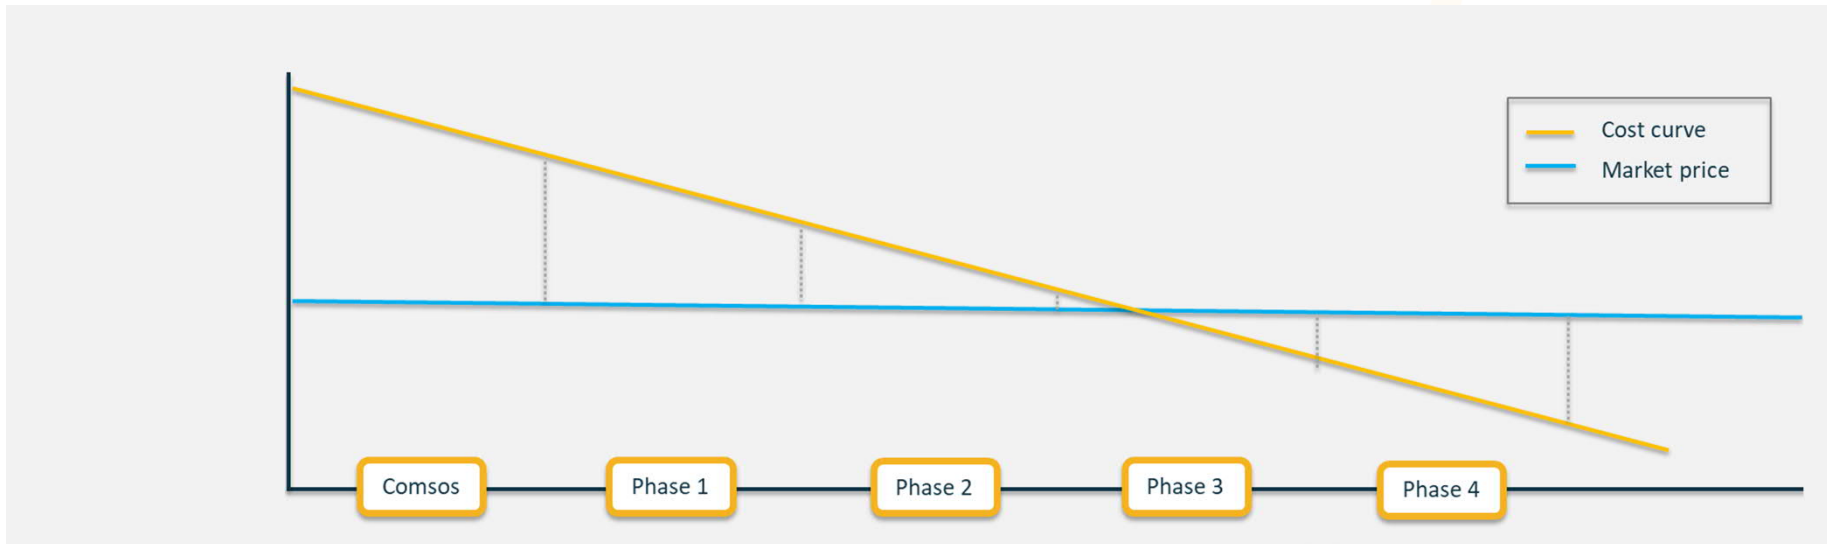 Cost curve
Market price
Comsos
Phase 1
Phase 2
Phase 3
Phase 4